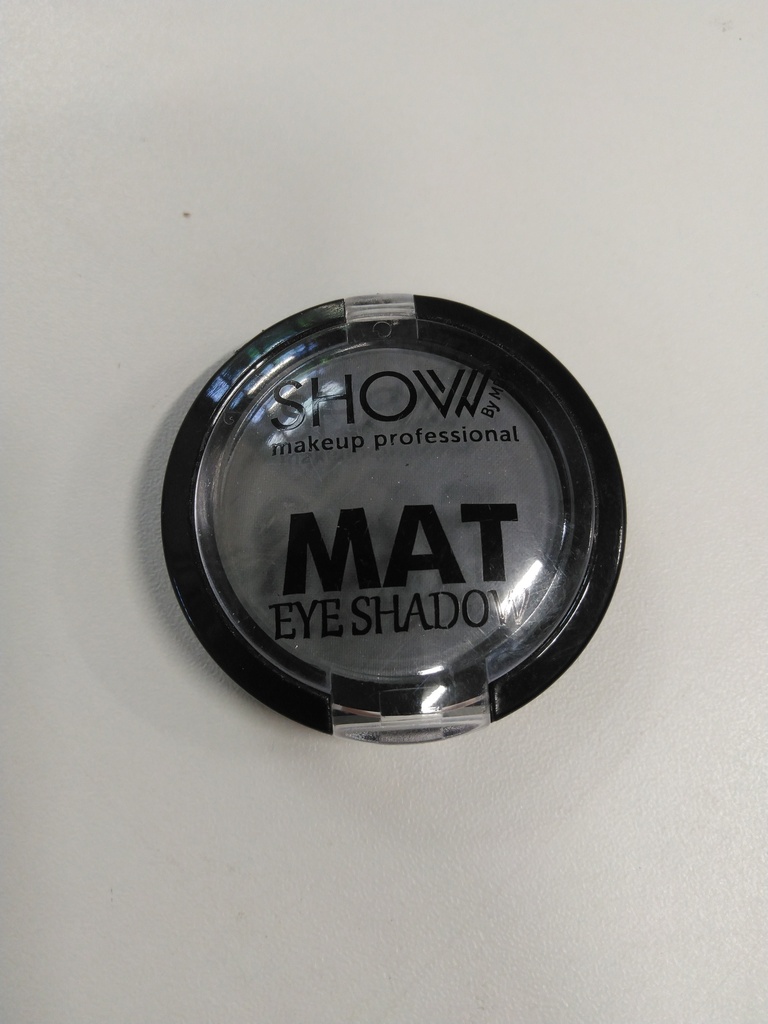 SHOW
makeup professional
MAT
EYE SHADOW